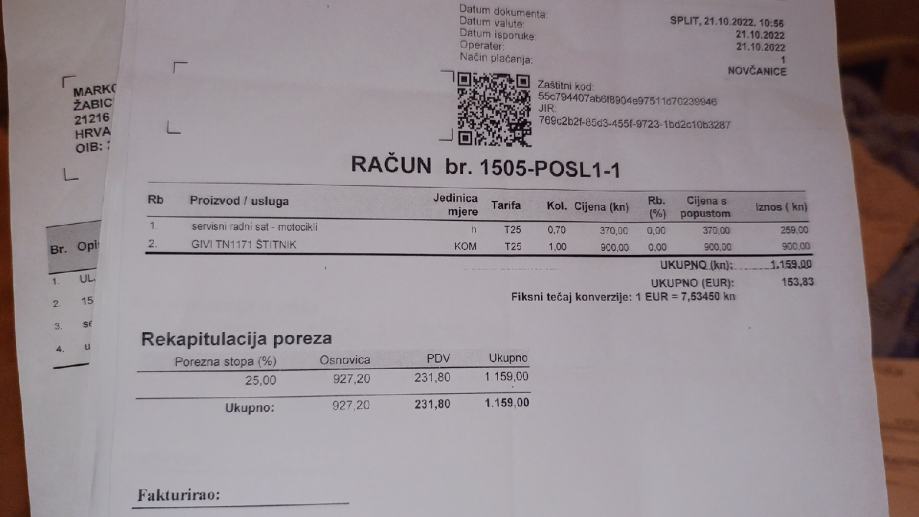 Datum dokumenta: SPLIT, 21.10.2022, 10:56
Datum valute: 21.10.2022
Datum isporuke: 21.10.2022
Operater: 1
Način plaćanja: NOVČANICE
Zaštitni kod:
55c794407ab6f8904e97511d70239946
JIR:
769c2b2f-85d3-455f-9723-1bd2c10b3287
MARKO
ŽABIC
21216
HRVA
OIB:
RAČUN br. 1505-POSL1-1
Rb Proizvod / usluga Jedinica mjere Tarifa Kol. Cijena (kn) Rb. (%) Cijena s popustom Iznos ( kn)
1. servisni radni sat - motocikli h T25 0,70 370,00 0,00 370,00 259,00
2. GIVI TN1171 ŠTITNIK KOM T25 1,00 900,00 0,00 900,00 900,00
UKUPNO (kn): 1.159,00
UKUPNO (EUR): 153,83
Fiksni tečaj konverzije: 1 EUR = 7,53450 kn
Br. Opi
1. UL
2. 15
3. se
4. u
Rekapitulacija poreza
Porezna stopa (%) Osnovica PDV Ukupno
25,00 927,20 231,80 1 159,00
Ukupno: 927,20 231,80 1.159,00
Fakturirao: